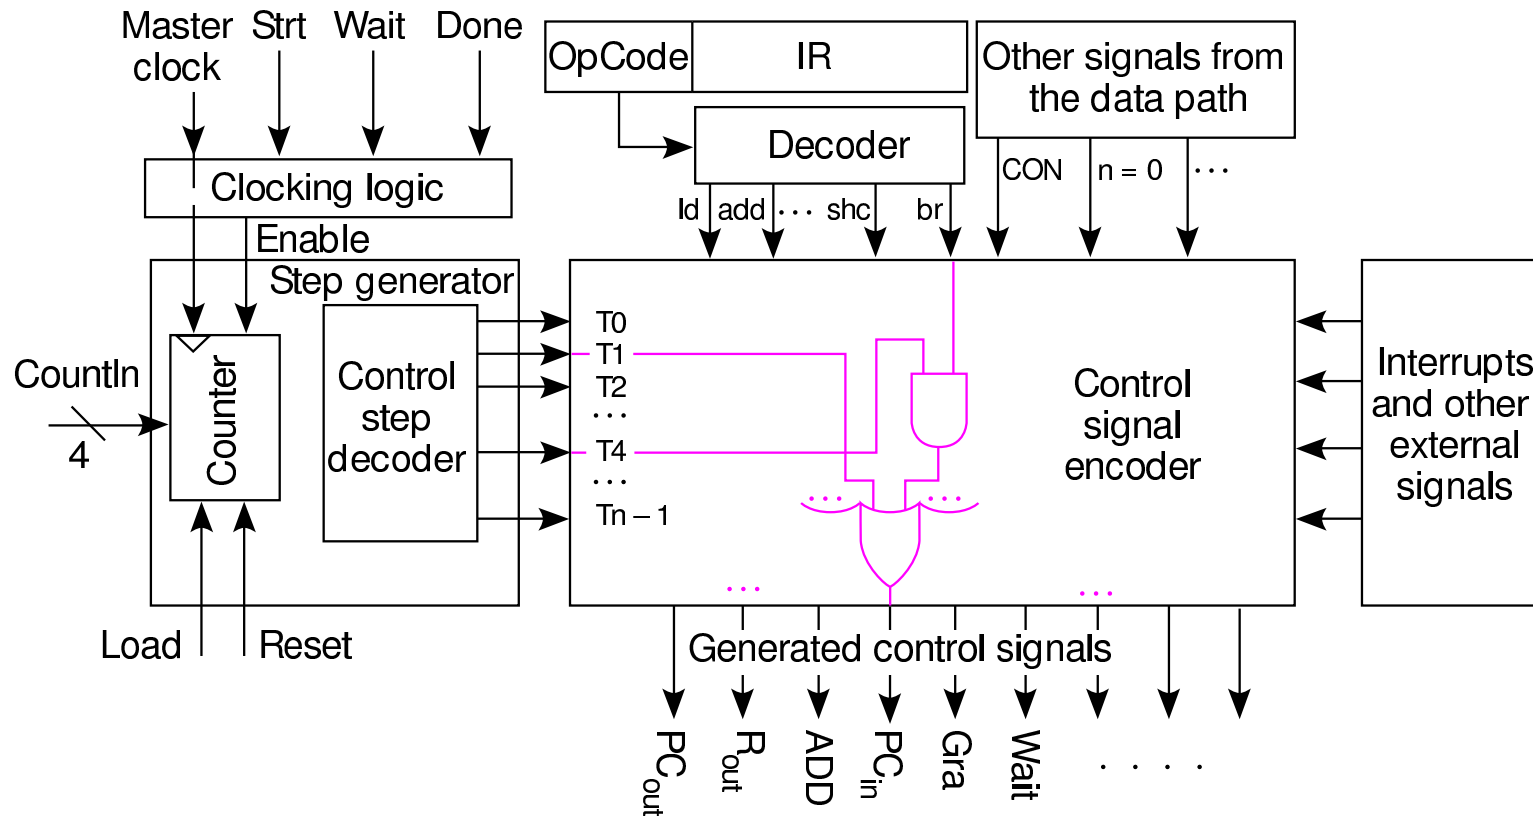 Master Strt Wait Done
clock
OpCode IR
Other signals from
the data path
Decoder
Clocking logic
CON n = 0 ...
ld add ... shc br
Enable
Step generator
T0
T1
T2
...
T4
...
Tn – 1
CountIn
4
Counter
Control
step
decoder
Control
signal
encoder
Interrupts
and other
external
signals
... ...
... ...
Load Reset
Generated control signals
PCout
Rout
ADD
PCin
Gra
Wait
. . . .